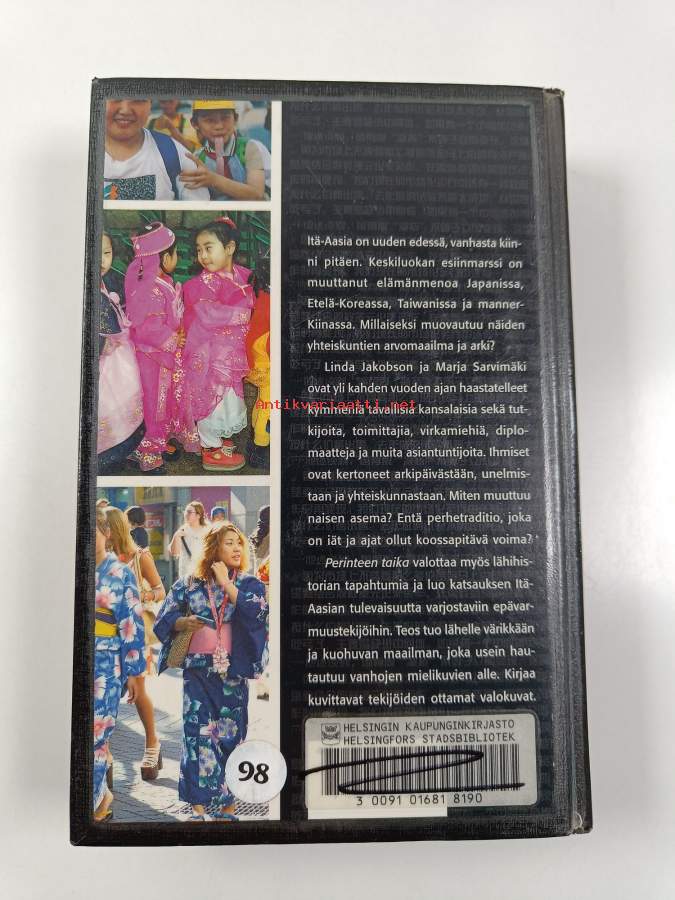 Itä-Aasia on uuden edessä, vanhasta kiin-
ni pitäen. Keskiluokan esiinmarssi on
muuttanut elämänmenoa Japanissa,
Etelä-Koreassa, Taiwanissa ja manner-
Kiinassa. Millaiseksi muovautuu näiden
yhteiskuntien arvomaailma ja arki?
Linda Jakobson ja Marja Sarvimäki
ovat yli kahden vuoden ajan haastatelleet
Antikvariaatti.net
kymmeniä tavallisia kansalaisia sekä tut-
kijoita, toimittajia, virkamiehiä, diplo-
maatteja ja muita asiantuntijoita. Ihmiset
ovat kertoneet arkipäivästään, unelmis-
taan ja yhteiskunnastaan. Miten muuttuu
naisen asema? Entä perhetraditio, joka
on iät ja ajat ollut koossapitävä voima?
Perinteen taika valottaa myös lähihis-
torian tapahtumia ja luo katsauksen Itä-
Aasian tulevaisuutta varjostaviin epävar-
muustekijöihin. Teos tuo lähelle värikkään
ja kuohuvan maailman, joka usein hau-
tautuu vanhojen mielikuvien alle. Kirjaa
kuvittavat tekijöiden ottamat valokuvat.
HELSINGIN KAUPUNGINKIRJASTO
HELSINGFORS STADSBIBLIOTEK
3 0091 01681 8190
98